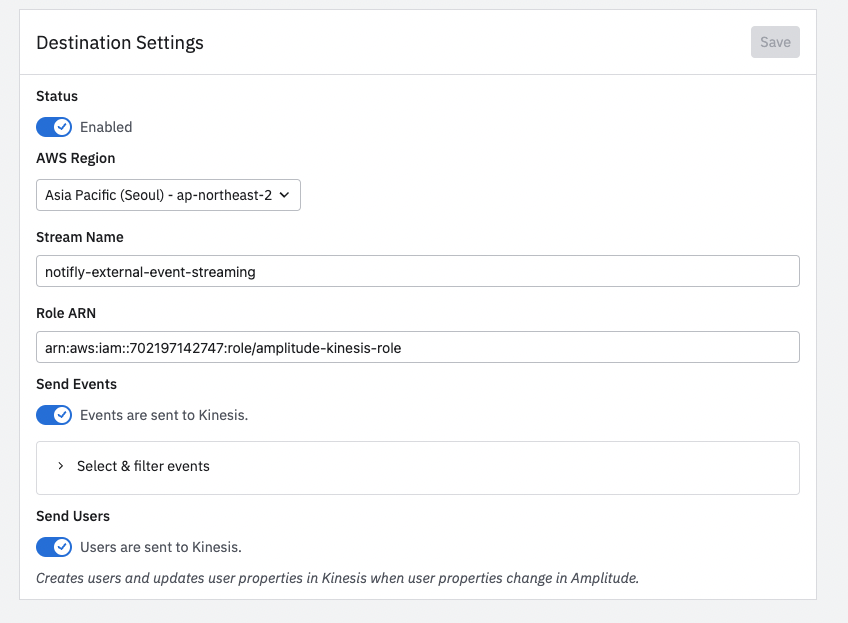 Destination Settings
Save
Status
Enabled
AWS Region
Asia Pacific (Seoul) - ap-northeast-2
Stream Name
notifly-external-event-streaming
Role ARN
arn:aws:iam::702197142747:role/amplitude-kinesis-role
Send Events
Events are sent to Kinesis.
Select & filter events
Send Users
Users are sent to Kinesis.
Creates users and updates user properties in Kinesis when user properties change in Amplitude.